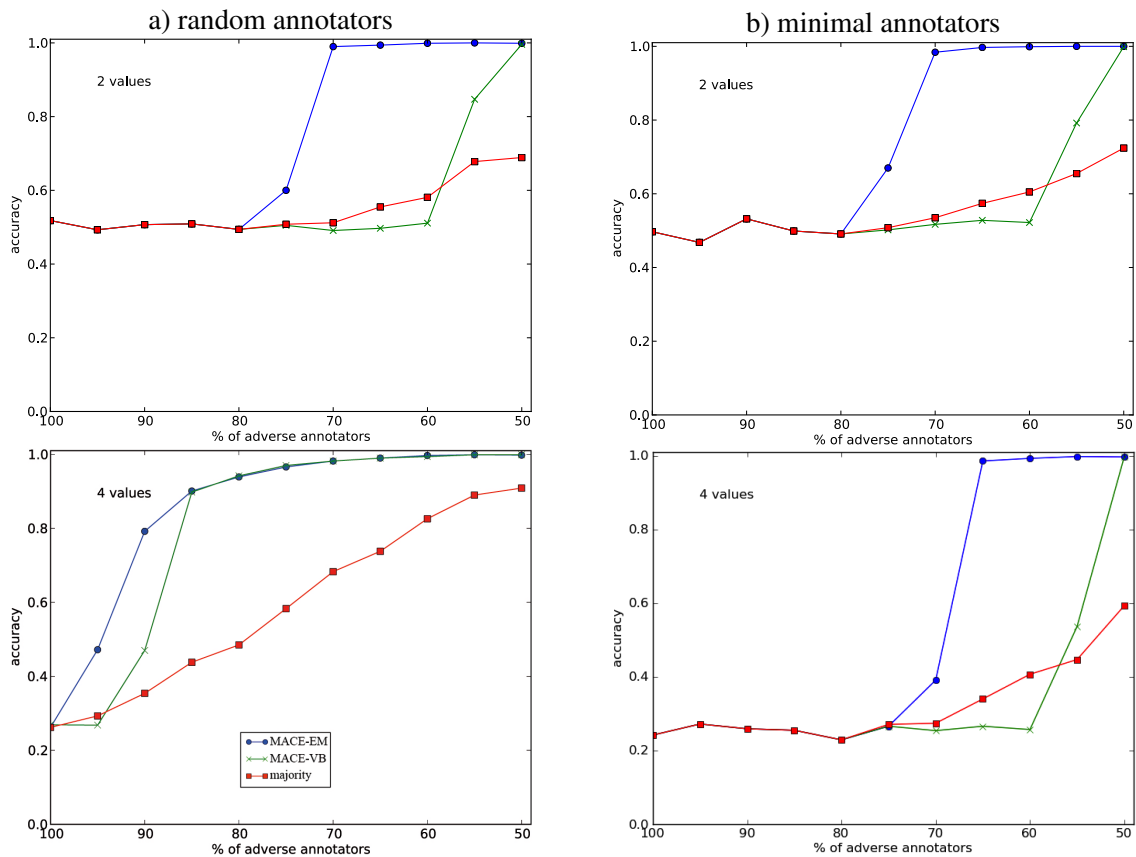 a) random annotators
b) minimal annotators
1.0
0.8
0.6
0.4
0.2
0.0
accuracy
2 values
100
90
80
70
60
50
% of adverse annotators
1.0
0.8
0.6
0.4
0.2
0.0
accuracy
2 values
100
90
80
70
60
50
% of adverse annotators
1.0
0.8
0.6
0.4
0.2
0.0
accuracy
4 values
MACE-EM
MACE-VB
majority
100
90
80
70
60
50
% of adverse annotators
1.0
0.8
0.6
0.4
0.2
0.0
accuracy
4 values
100
90
80
70
60
50
% of adverse annotators